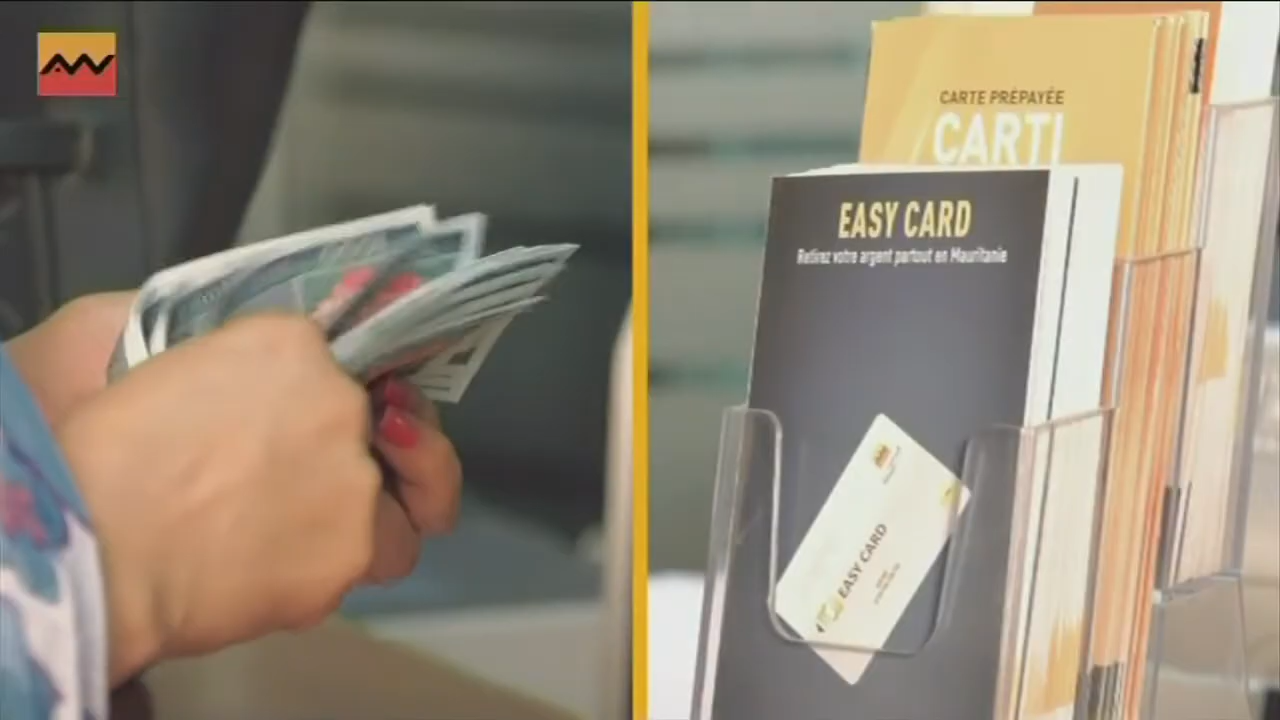 CARTE PRÉPAYÉE
CARTI
EASY CARD
Retirez votre argent partout en Mauritanie
EASY CARD